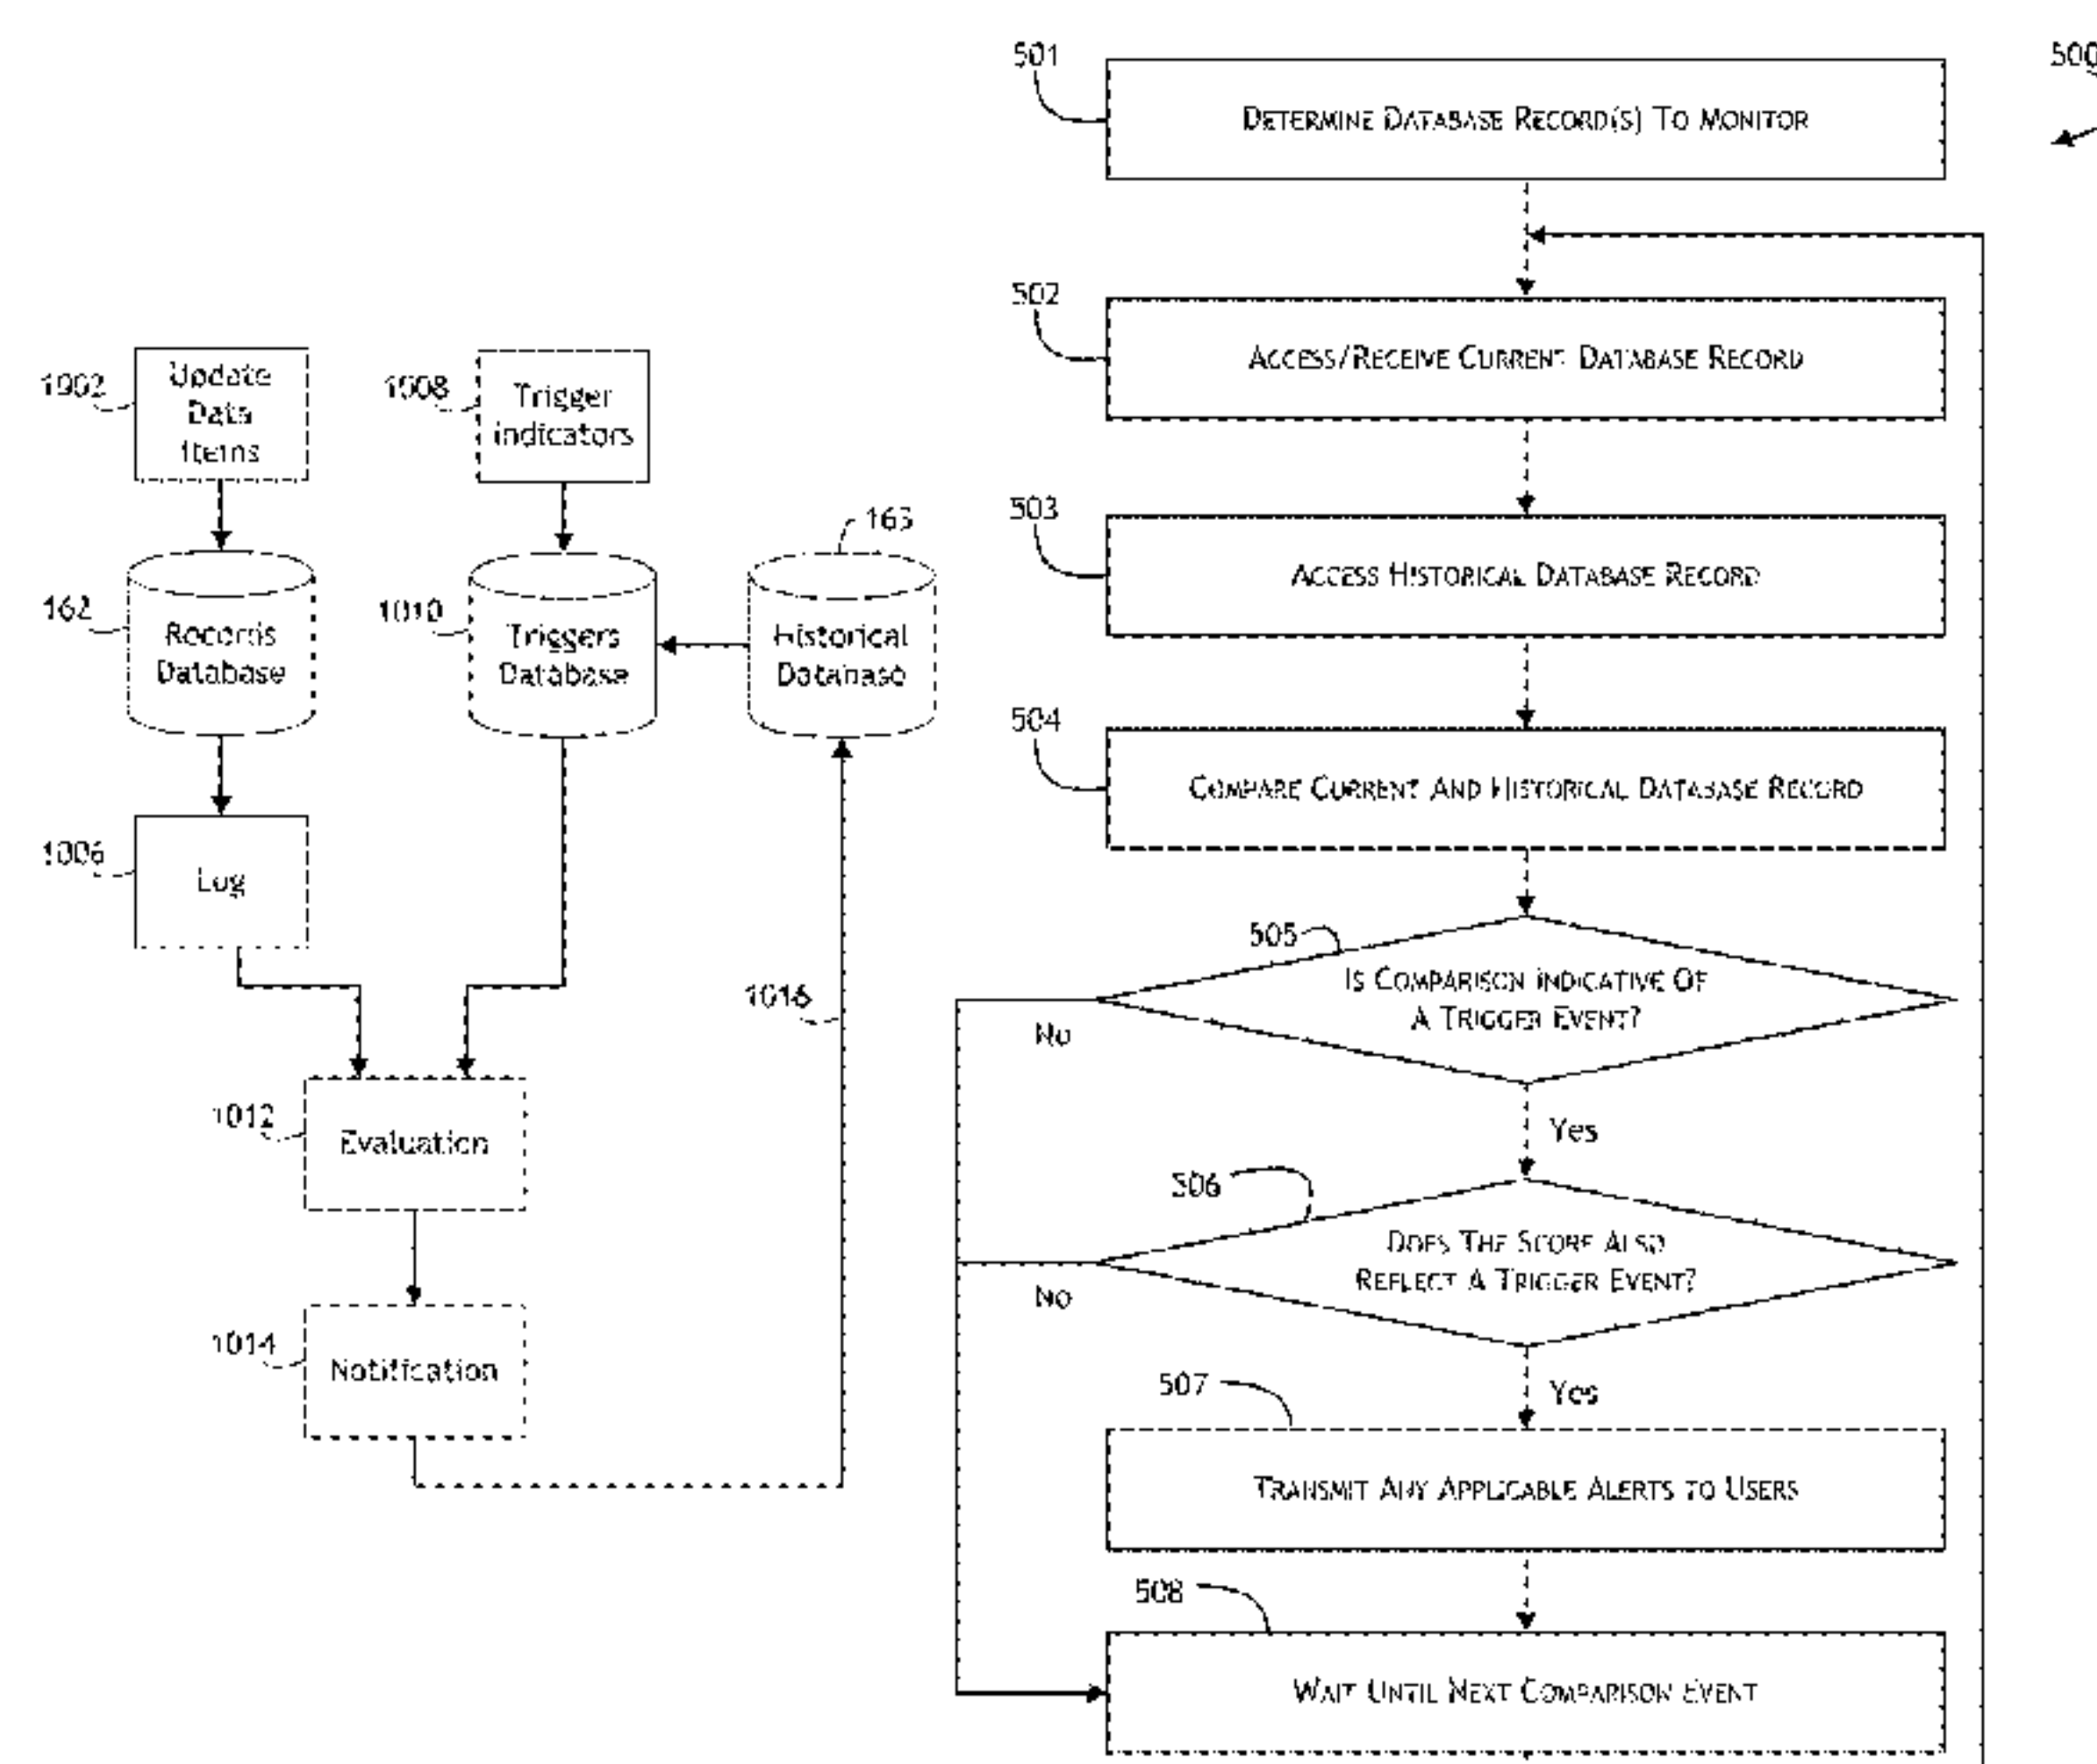 501
500
DETERMINE DATABASE RECORD(S) TO MONITOR
502
ACCESS/RECEIVE CURRENT DATABASE RECORD
503
ACCESS HISTORICAL DATABASE RECORD
504
COMPARE CURRENT AND HISTORICAL DATABASE RECORD
505
IS COMPARISON INDICATIVE OF
A TRIGGER EVENT?
No
Yes
506
DOES THE SCORE ALSO
REFLECT A TRIGGER EVENT?
No
Yes
507
TRANSMIT ANY APPLICABLE ALERTS TO USERS
508
WAIT UNTIL NEXT COMPARISON EVENT
1002
Update
Data
Items
1008
Trigger
indicators
162
Records
Database
1010
Triggers
Database
Historical
Database
1006
Log
1016
1012
Evaluation
1014
Notification